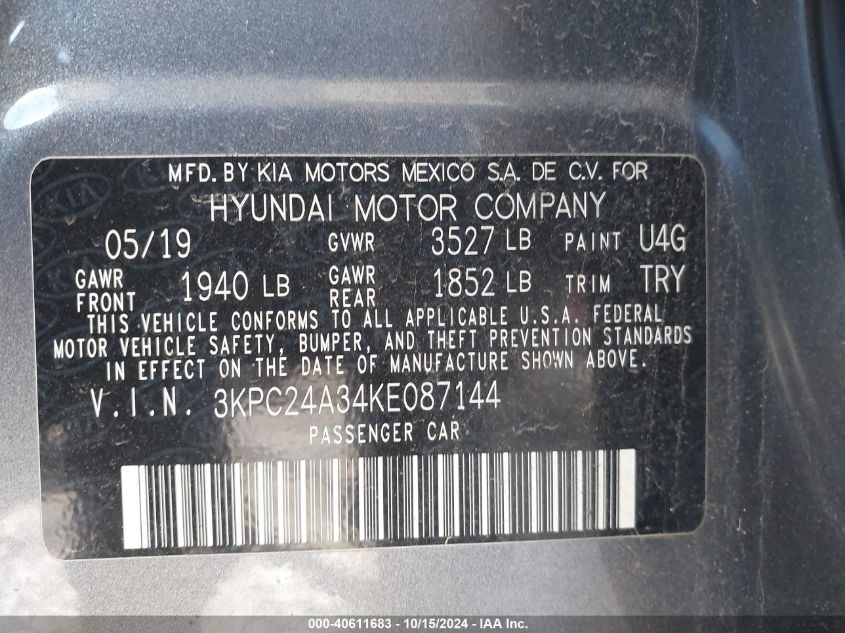 MFD. BY KIA MOTORS MEXICO S.A. DE C.V. FOR
HYUNDAI MOTOR COMPANY
05/19 GVWR 3527 LB PAINT U4G
GAWR FRONT 1940 LB GAWR REAR 1852 LB TRIM TRY
THIS VEHICLE CONFORMS TO ALL APPLICABLE U.S.A. FEDERAL
MOTOR VEHICLE SAFETY, BUMPER, AND THEFT PREVENTION STANDARDS
IN EFFECT ON THE DATE OF MANUFACTURE SHOWN ABOVE.
V.I.N. 3KPC24A34KE087144
PASSENGER CAR
000-40611683 - 10/15/2024 - IAA Inc.